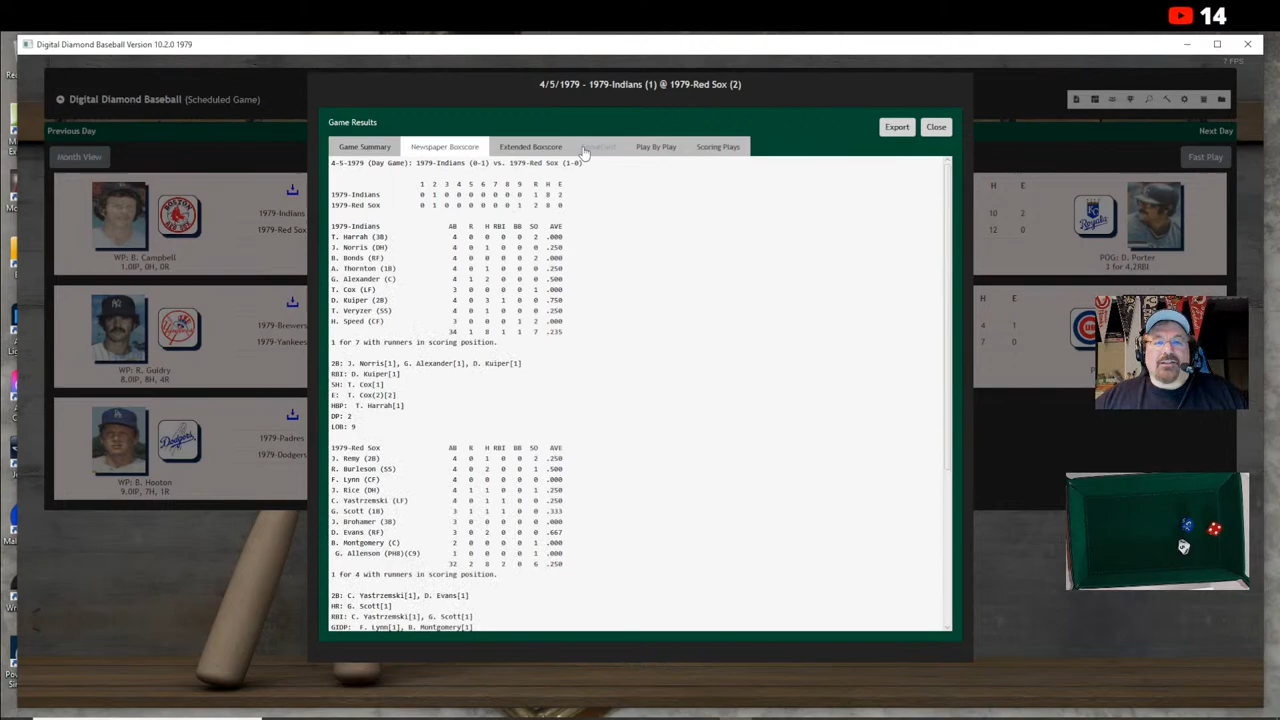 14
Digital Diamond Baseball Version 10.2.0 1979
7 FPS
4/5/1979 - 1979-Indians (1) @ 1979-Red Sox (2)
Digital Diamond Baseball (Scheduled Game)
Game Results
Export
Close
Previous Day
Next Day
Month View
Fast Play
Game Summary
Newspaper Boxscore
Extended Boxscore
Play By Play
Scoring Plays
4-5-1979 (Day Game): 1979-Indians (0-1) vs. 1979-Red Sox (1-0)
1 2 3 4 5 6 7 8 9 R H E
1979-Indians 0 1 0 0 0 0 0 0 0 1 8 2
1979-Red Sox 0 1 0 0 0 0 0 0 1 2 8 0
1979-Indians AB R H RBI BB SO AVE
T. Harrah (3B) 4 0 0 0 0 2 .000
J. Norris (DH) 4 0 1 0 0 0 .250
B. Bonds (RF) 4 0 0 0 0 2 .000
A. Thornton (1B) 4 0 1 0 0 0 .250
G. Alexander (C) 4 1 2 0 0 0 .500
T. Cox (LF) 3 0 0 0 0 1 .000
D. Kuiper (2B) 4 0 3 1 0 0 .750
T. Veryzer (SS) 4 0 1 0 0 0 .250
H. Speed (CF) 3 0 0 0 1 2 .000
34 1 8 1 1 7 .235
1 for 7 with runners in scoring position.
2B: J. Norris[1], G. Alexander[1], D. Kuiper[1]
RBI: D. Kuiper[1]
SH: T. Cox[1]
E: T. Cox(2)[2]
HBP: T. Harrah[1]
DP: 2
LOB: 9
1979-Red Sox AB R H RBI BB SO AVE
J. Remy (2B) 4 0 1 0 0 2 .250
R. Burleson (SS) 4 0 2 0 0 1 .500
F. Lynn (CF) 4 0 0 0 0 0 .000
J. Rice (DH) 4 1 1 0 0 1 .250
C. Yastrzemski (LF) 4 0 1 1 0 0 .250
G. Scott (1B) 3 1 1 1 0 0 .333
J. Brohamer (3B) 3 0 0 0 0 0 .000
D. Evans (RF) 3 0 2 0 0 0 .667
B. Montgomery (C) 2 0 0 0 0 1 .000
G. Allenson (PH8)(C9) 1 0 0 0 0 1 .000
32 2 8 2 0 6 .250
1 for 4 with runners in scoring position.
2B: C. Yastrzemski[1], D. Evans[1]
HR: G. Scott[1]
RBI: C. Yastrzemski[1], G. Scott[1]
GIDP: F. Lynn[1], B. Montgomery[1]
1979-Indians
1979-Red Sox
WP: B. Campbell
1.0IP, 0H, 0R
1979-Brewers
1979-Yankees
WP: R. Guidry
8.0IP, 8H, 4R
1979-Padres
1979-Dodgers
WP: B. Hooton
9.0IP, 7H, 1R
H E
10 2
12 0
Royals
POG: D. Porter
3 for 4,2RBI
H E
4 1
7 0